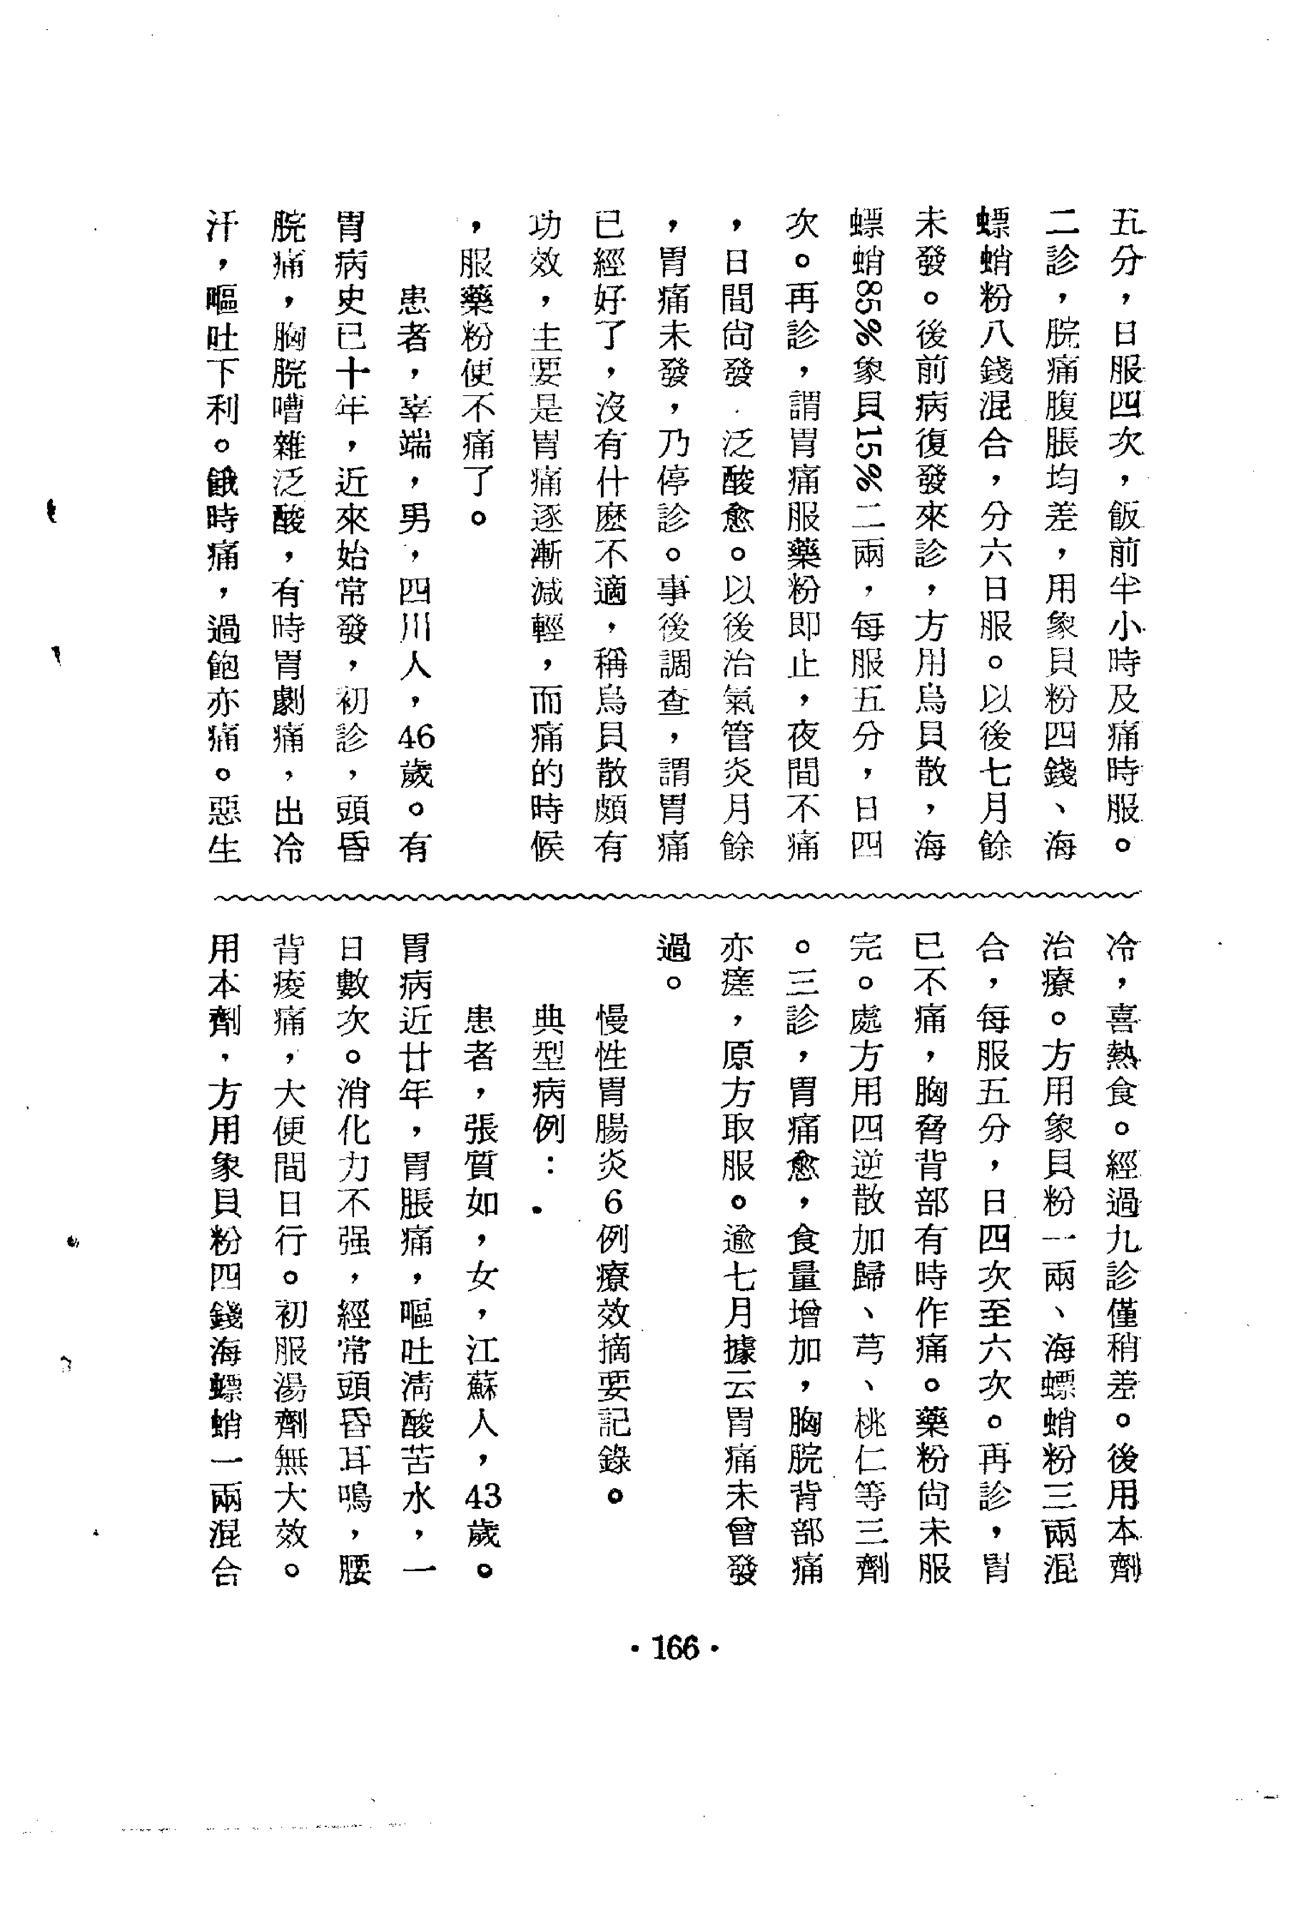 五分，日服四次，飯前半小時及痛時服。
二診，脘痛腹脹均差，用象貝粉四錢、海
螵蛸粉八錢混合，分六日服。以後七月餘
未發。後前病復發來診，方用烏貝散，海
螵蛸85%象貝15%二兩，每服五分，日四
次。再診，謂胃痛服藥粉即止，夜間不痛
，日間尙發．泛酸愈。以後治氣管炎月餘
，胃痛未發，乃停診。事後調查，謂胃痛
已經好了，沒有什麽不適，稱烏貝散頗有
功效，主要是胃痛逐漸減輕，而痛的時候
，服藥粉便不痛了。
患者，辜端，男，四川人，46歲。有
胃病史已十年，近來始常發，初診，頭昏
脘痛，胸脘嘈雜泛酸，有時胃劇痛，出冷
汗，嘔吐下利。餓時痛，過飽亦痛。惡生
冷，喜熱食。經過九診僅稍差。後用本劑
治療。方用象貝粉一兩、海螵蛸粉三兩混
合，每服五分，日四次至六次。再診，胃
已不痛，胸脅背部有時作痛。藥粉尙未服
完。處方用四逆散加歸、芎、桃仁等三劑
。三診，胃痛愈，食量增加，胸脘背部痛
亦瘥，原方取服。逾七月據云胃痛未曾發
過。
慢性胃腸炎6例療效摘要記錄。
典型病例：
患者，張質如，女，江蘇人，43歲。
胃病近廿年，胃脹痛，嘔吐淸酸苦水，一
日數次。消化力不强，經常頭昏耳鳴，腰
背痠痛，大便間日行。初服湯劑無大效。
用本劑，方用象貝粉四錢海螵蛸一兩混合
·166·